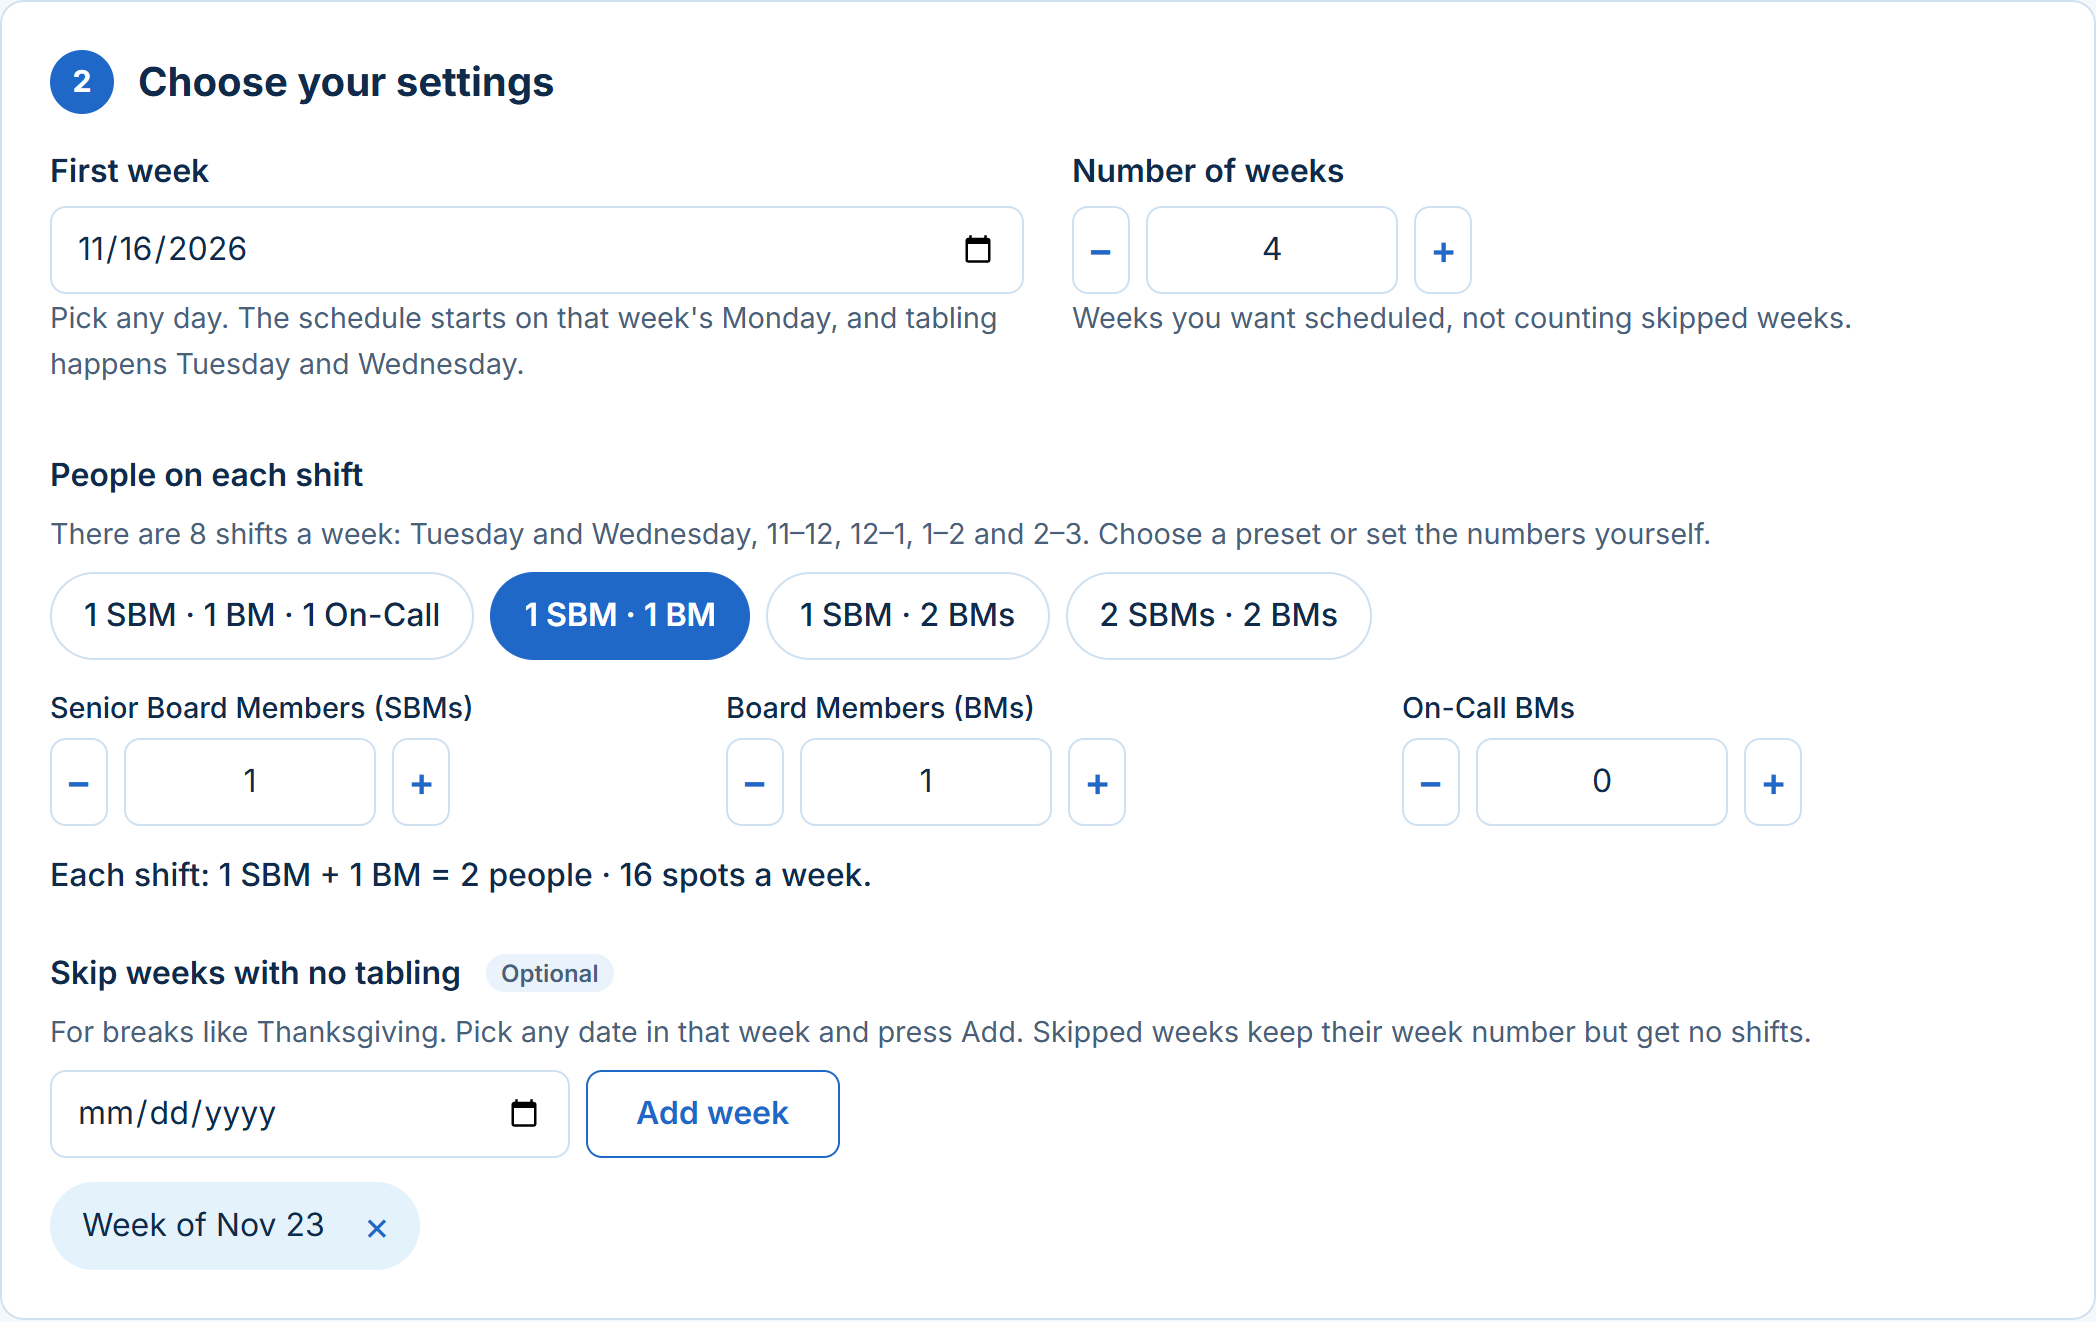 2 Choose your settings
First week
11/16/2026
Pick any day. The schedule starts on that week's Monday, and tabling
happens Tuesday and Wednesday.
Number of weeks
− 4 +
Weeks you want scheduled, not counting skipped weeks.
People on each shift
There are 8 shifts a week: Tuesday and Wednesday, 11–12, 12–1, 1–2 and 2–3. Choose a preset or set the numbers yourself.
1 SBM · 1 BM · 1 On-Call
1 SBM · 1 BM
1 SBM · 2 BMs
2 SBMs · 2 BMs
Senior Board Members (SBMs)
− 1 +
Board Members (BMs)
− 1 +
On-Call BMs
− 0 +
Each shift: 1 SBM + 1 BM = 2 people · 16 spots a week.
Skip weeks with no tabling Optional
For breaks like Thanksgiving. Pick any date in that week and press Add. Skipped weeks keep their week number but get no shifts.
mm/dd/yyyy
Add week
Week of Nov 23 ×